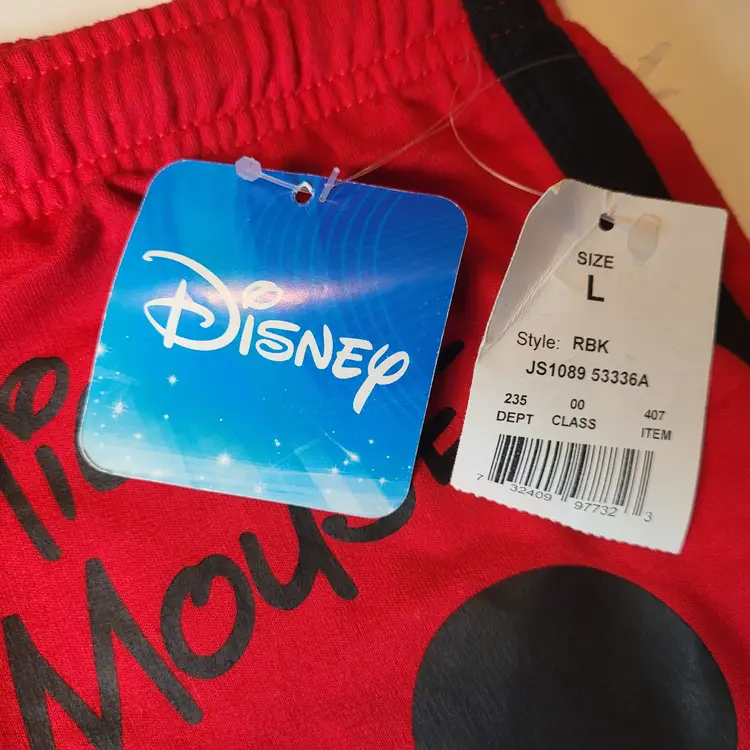 Disney
SIZE
L
Style: RBK
JS1089 53336A
235 00 407
DEPT CLASS ITEM
7 32409 97732 3
Mouse